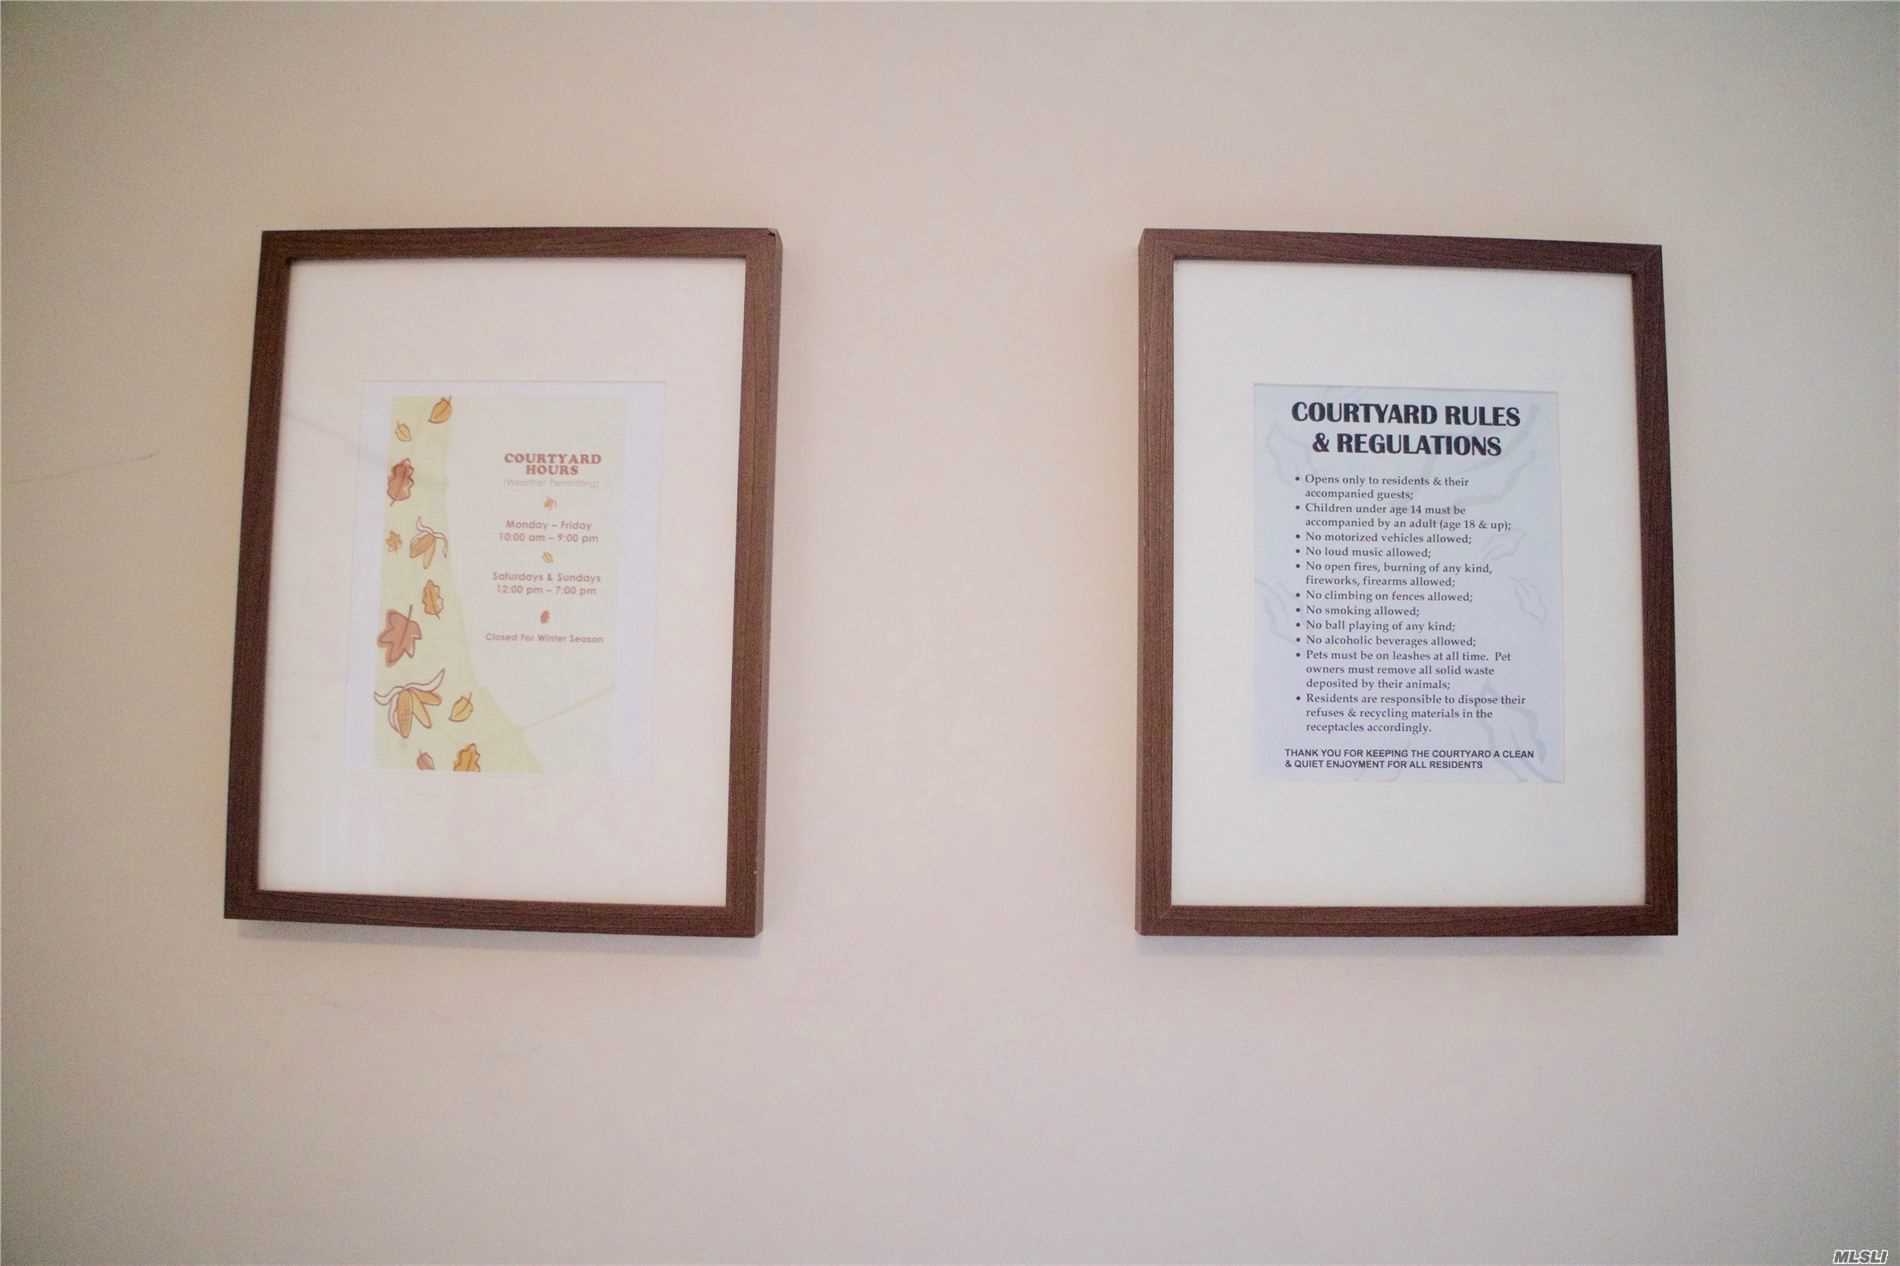 COURTYARD
HOURS
(Weather Permitting)
Monday – Friday
10:00 am – 9:00 pm
Saturdays & Sundays
12:00 pm – 7:00 pm
Closed For Winter Season
COURTYARD RULES
& REGULATIONS
• Opens only to residents & their
accompanied guests;
• Children under age 14 must be
accompanied by an adult (age 18 & up);
• No motorized vehicles allowed;
• No loud music allowed;
• No open fires, burning of any kind,
fireworks, firearms allowed;
• No climbing on fences allowed;
• No smoking allowed;
• No ball playing of any kind;
• No alcoholic beverages allowed;
• Pets must be on leashes at all time. Pet
owners must remove all solid waste
deposited by their animals;
• Residents are responsible to dispose their
refuses & recycling materials in the
receptacles accordingly.
THANK YOU FOR KEEPING THE COURTYARD A CLEAN
& QUIET ENJOYMENT FOR ALL RESIDENTS
MLSLI